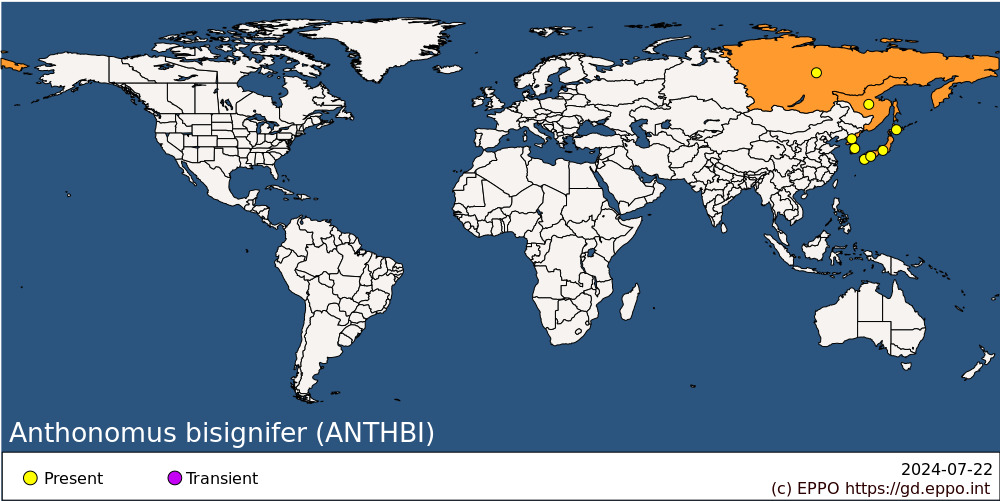 Anthonomus bisignifer (ANTHBI)
Present
Transient
2024-07-22
(c) EPPO https://gd.eppo.int